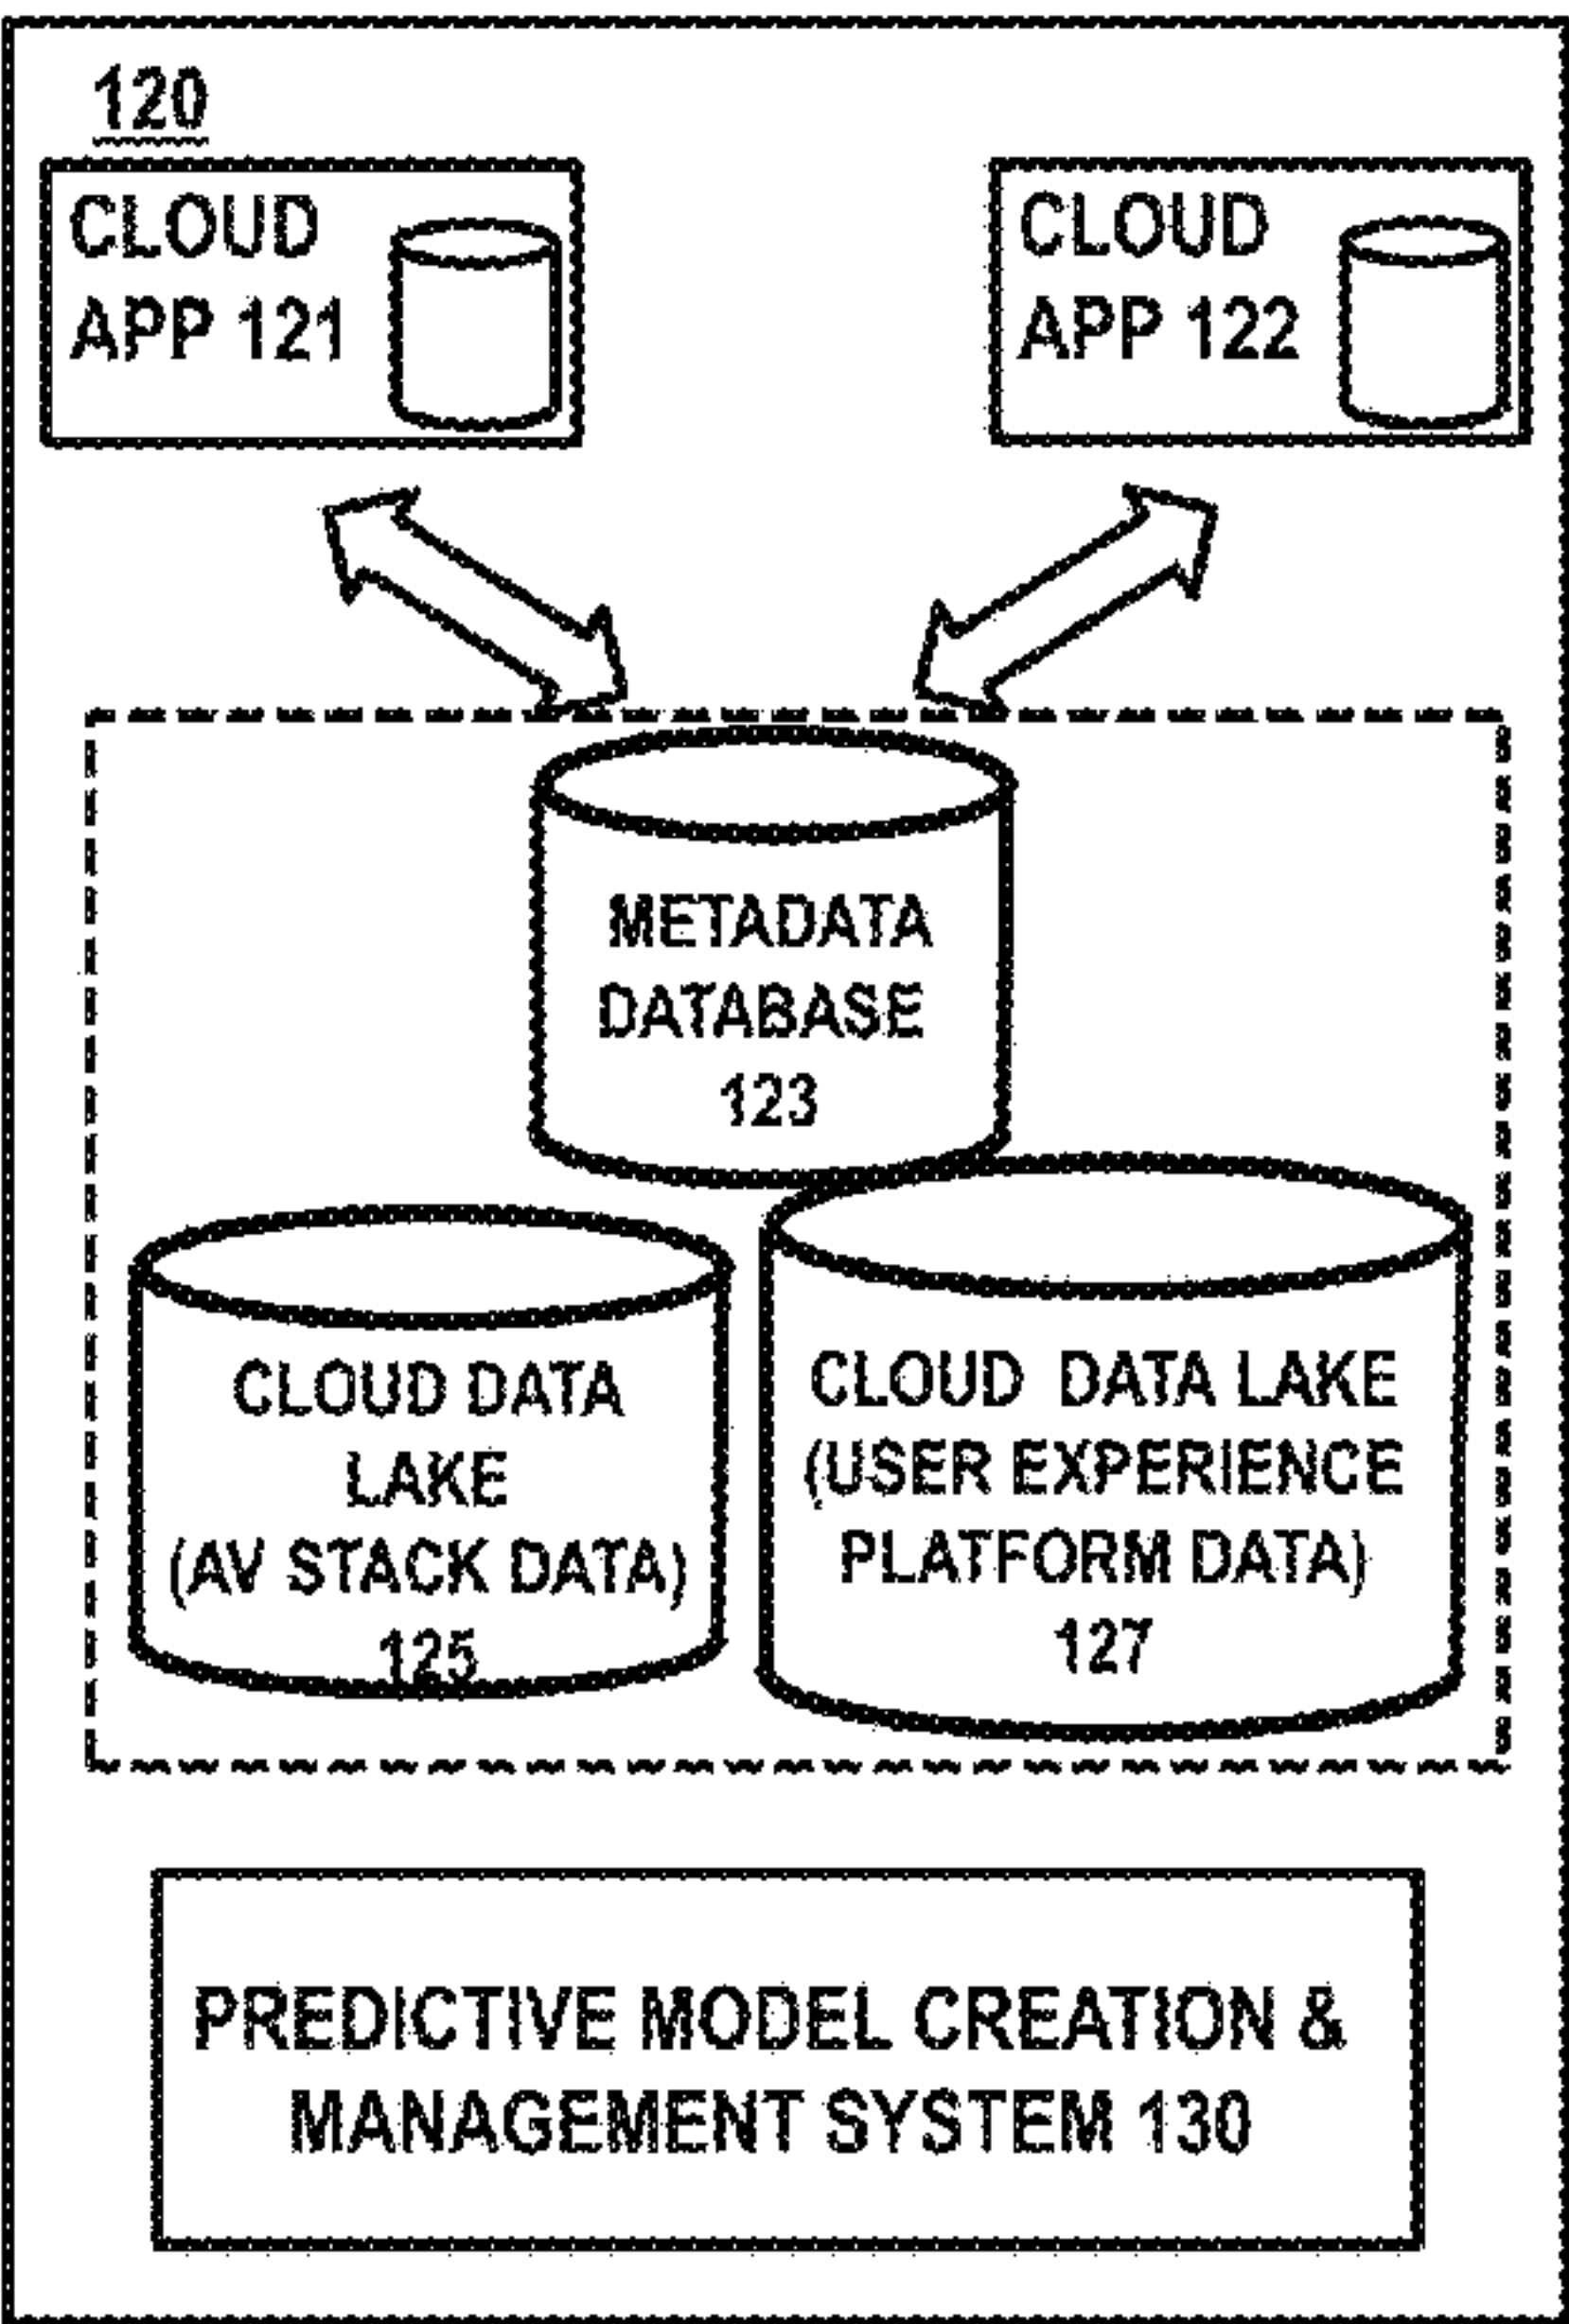 120
CLOUD
APP 121
CLOUD
APP 122
METADATA
DATABASE
123
CLOUD DATA
LAKE
(AV STACK DATA)
125
CLOUD DATA LAKE
(USER EXPERIENCE
PLATFORM DATA)
127
PREDICTIVE MODEL CREATION &
MANAGEMENT SYSTEM 130